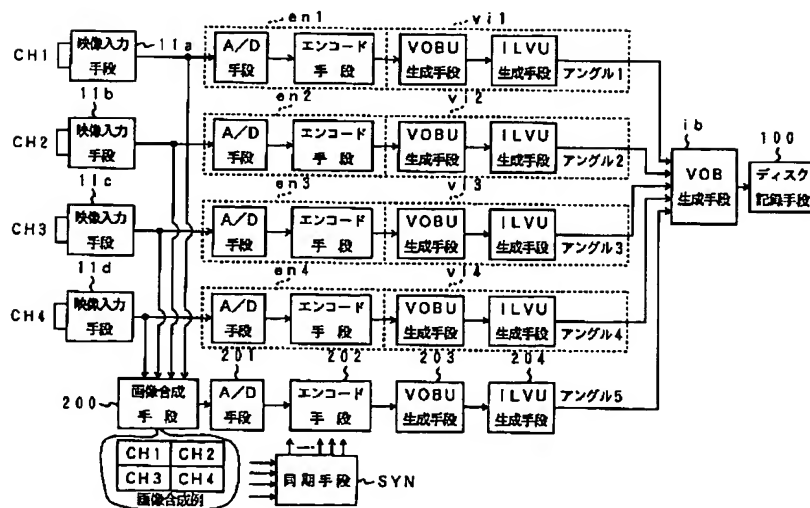 en1
vi1
CH1
映像入力
手段
11a
A/D
手段
エンコード
手 段
VOBU
生成手段
ILVU
生成手段
アングル1
11b
en2
vi2
CH2
映像入力
手段
A/D
手段
エンコード
手 段
VOBU
生成手段
ILVU
生成手段
アングル2
ib
VOB
生成手段
100
ディスク
記録手段
11c
en3
vi3
CH3
映像入力
手段
A/D
手段
エンコード
手 段
VOBU
生成手段
ILVU
生成手段
アングル3
11d
en4
vi4
CH4
映像入力
手段
A/D
手段
エンコード
手 段
VOBU
生成手段
ILVU
生成手段
アングル4
201
202
203
204
200
画像合成
手 段
A/D
手段
エンコード
手 段
VOBU
生成手段
ILVU
生成手段
アングル5
CH1 CH2
CH3 CH4
画像合成例
同期手段
SYN